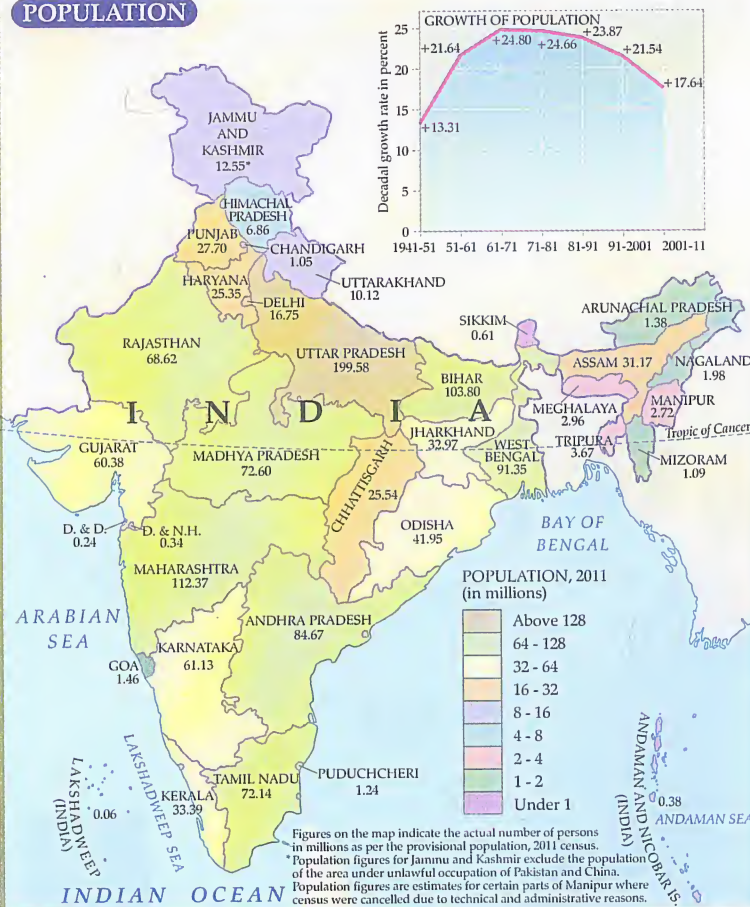 POPULATION
GROWTH OF POPULATION
Decadal growth rate in percent
25
20
15
10
5
0
+13.31
+21.64
+24.80
+24.66
+23.87
+21.54
+17.64
1941-51 51-61 61-71 71-81 81-91 91-2001 2001-11
JAMMU
AND
KASHMIR
12.55*
HIMACHAL
PRADESH
6.86
PUNJAB
27.70
CHANDIGARH
1.05
UTTARAKHAND
10.12
HARYANA
25.35
DELHI
16.75
RAJASTHAN
68.62
UTTAR PRADESH
199.58
BIHAR
103.80
SIKKIM
0.61
ARUNACHAL PRADESH
1.38
ASSAM 31.17
NAGALAND
1.98
MEGHALAYA
2.96
MANIPUR
2.72
TRIPURA
3.67
MIZORAM
1.09
Tropic of Cancer
INDIA
GUJARAT
60.38
MADHYA PRADESH
72.60
JHARKHAND
32.97
WEST
BENGAL
91.35
CHHATTISGARH
25.54
ODISHA
41.95
D. & D.
0.24
D. & N.H.
0.34
MAHARASHTRA
112.37
BAY OF
BENGAL
ARABIAN
SEA
ANDHRA PRADESH
84.67
KARNATAKA
61.13
GOA
1.46
TAMIL NADU
72.14
PUDUCHCHERI
1.24
KERALA
33.39
LAKSHADWEEP
(INDIA)
0.06
LAKSHADWEEP SEA
INDIAN OCEAN
POPULATION, 2011
(in millions)
Above 128
64 - 128
32 - 64
16 - 32
8 - 16
4 - 8
2 - 4
1 - 2
Under 1
ANDAMAN AND NICOBAR IS.
(INDIA)
0.38
ANDAMAN SEA
Figures on the map indicate the actual number of persons
in millions as per the provisional population, 2011 census.
*Population figures for Jammu and Kashmir exclude the population
of the area under unlawful occupation of Pakistan and China.
Population figures are estimates for certain parts of Manipur where
census were cancelled due to technical and administrative reasons.